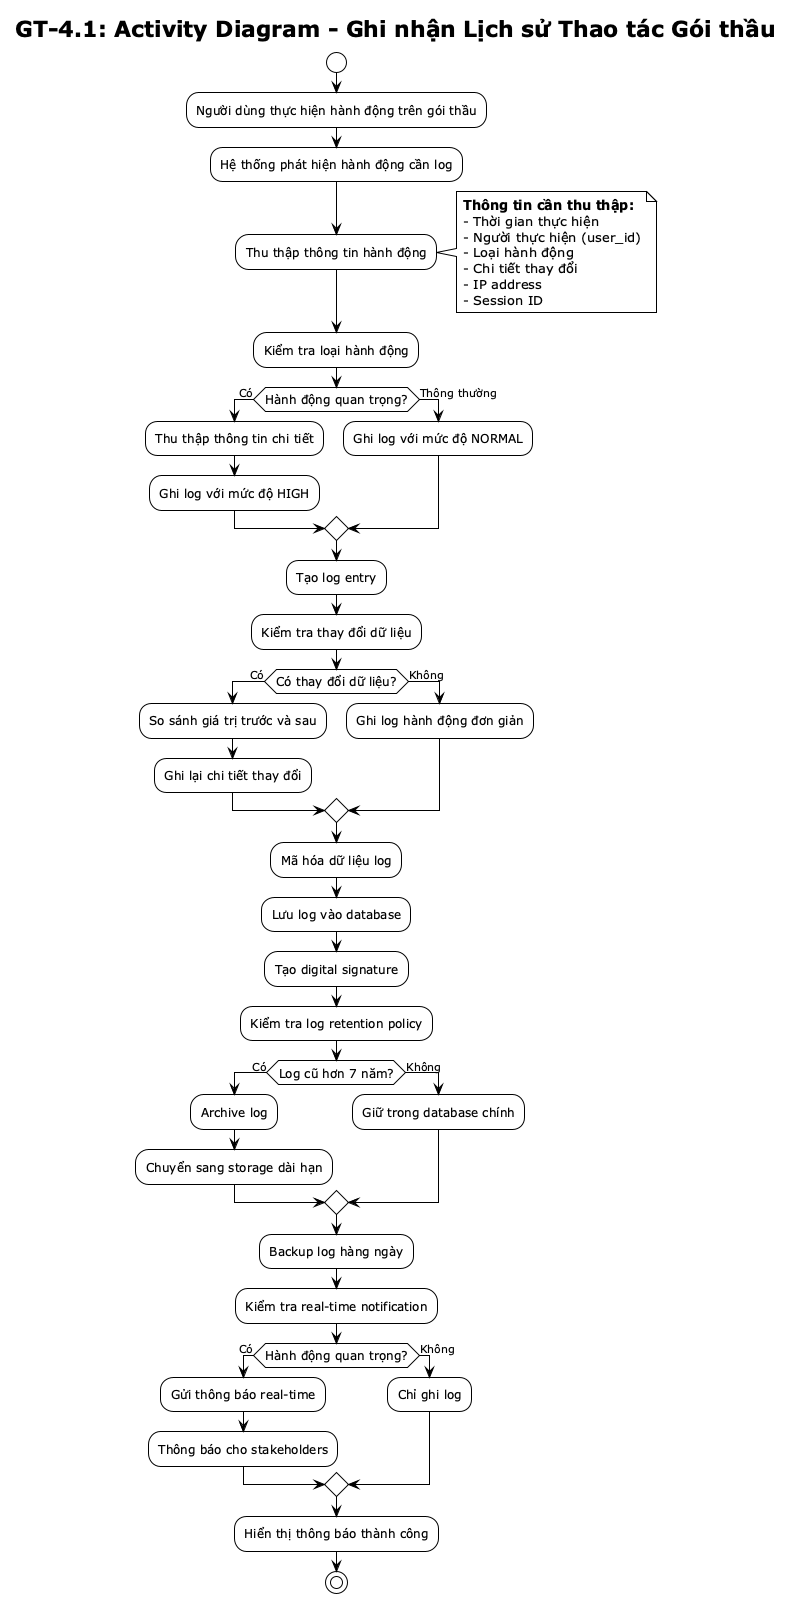 GT-4.1: Activity Diagram - Ghi nhận Lịch sử Thao tác Gói thầu
Người dùng thực hiện hành động trên gói thầu
Hệ thống phát hiện hành động cần log
Thu thập thông tin hành động
Thông tin cần thu thập:
- Thời gian thực hiện
- Người thực hiện (user_id)
- Loại hành động
- Chi tiết thay đổi
- IP address
- Session ID
Kiểm tra loại hành động
Có
Hành động quan trọng?
Thông thường
Thu thập thông tin chi tiết
Ghi log với mức độ NORMAL
Ghi log với mức độ HIGH
Tạo log entry
Kiểm tra thay đổi dữ liệu
Có
Có thay đổi dữ liệu?
Không
So sánh giá trị trước và sau
Ghi log hành động đơn giản
Ghi lại chi tiết thay đổi
Mã hóa dữ liệu log
Lưu log vào database
Tạo digital signature
Kiểm tra log retention policy
Có
Log cũ hơn 7 năm?
Không
Archive log
Giữ trong database chính
Chuyển sang storage dài hạn
Backup log hàng ngày
Kiểm tra real-time notification
Có
Hành động quan trọng?
Không
Gửi thông báo real-time
Chỉ ghi log
Thông báo cho stakeholders
Hiển thị thông báo thành công